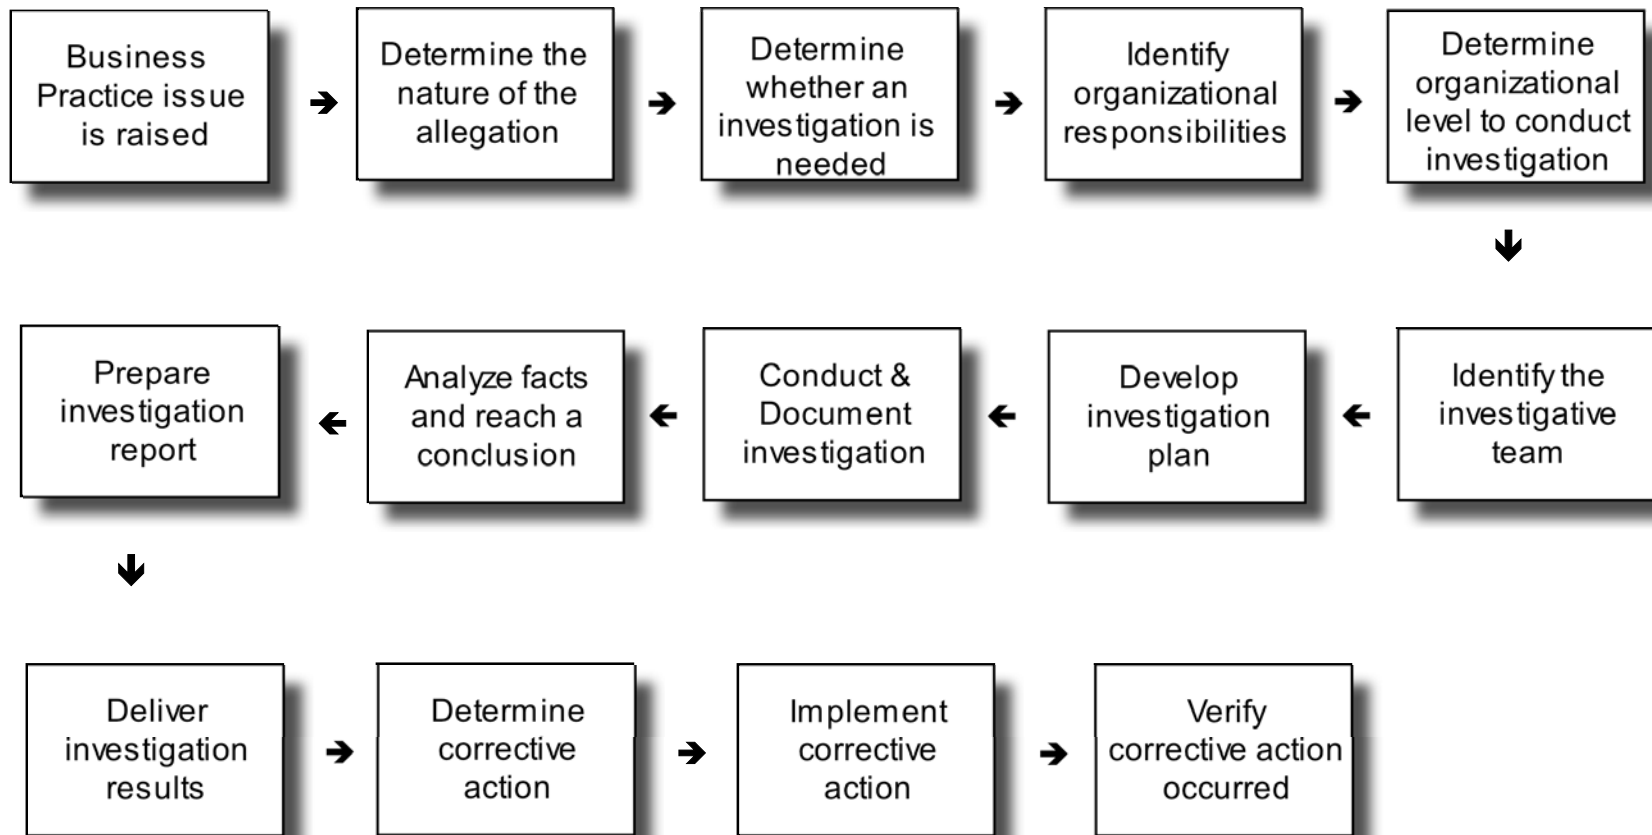 Business
Practice issue
is raised
Determine the
nature of the
allegation
Determine
whether an
investigation is
needed
Identify
organizational
responsibilities
Determine
organizational
level to conduct
investigation
Identify the
investigative
team
Develop
investigation
plan
Conduct &
Document
investigation
Analyze facts
and reach a
conclusion
Prepare
investigation
report
Deliver
investigation
results
Determine
corrective
action
Implement
corrective
action
Verify
corrective action
occurred